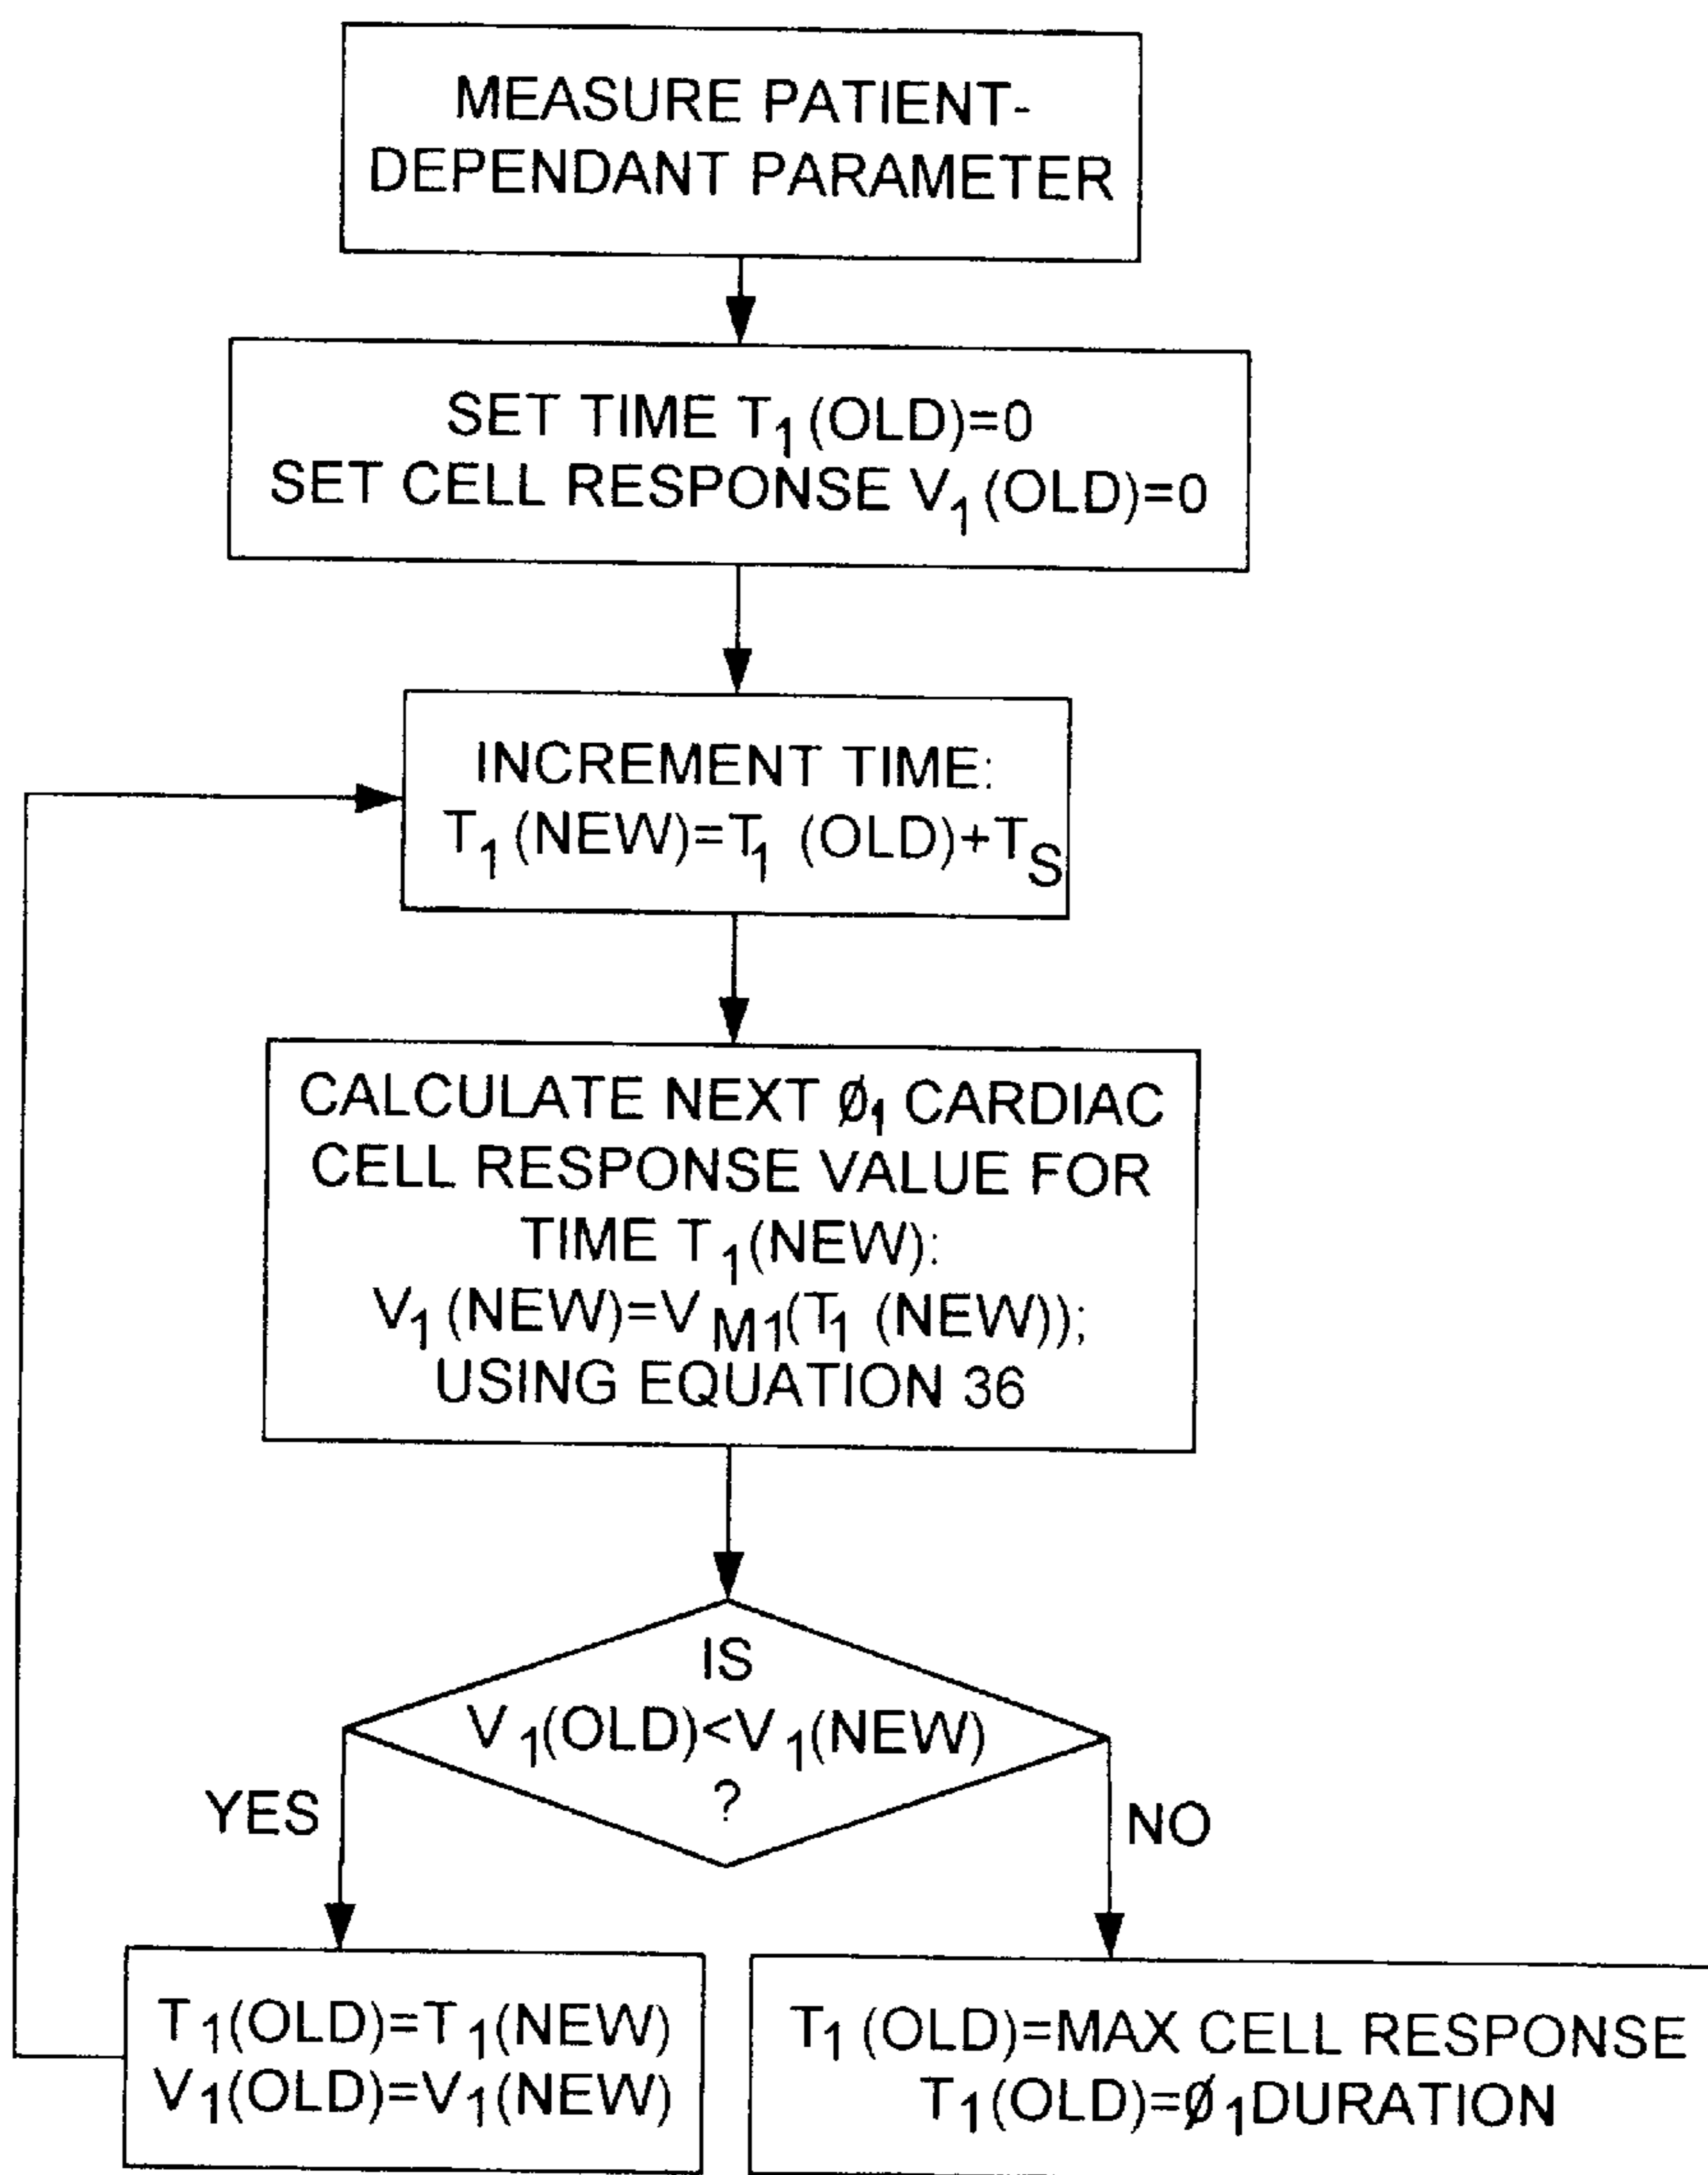 MEASURE PATIENT-
DEPENDANT PARAMETER
SET TIME T1(OLD)=0
SET CELL RESPONSE V1(OLD)=0
INCREMENT TIME:
T1(NEW)=T1 (OLD)+TS
CALCULATE NEXT ø1 CARDIAC
CELL RESPONSE VALUE FOR
TIME T1(NEW):
V1(NEW)=VM1(T1 (NEW));
USING EQUATION 36
IS
V1(OLD)<V1(NEW)
?
YES
NO
T1(OLD)=T1(NEW)
V1(OLD)=V1(NEW)
T1(OLD)=MAX CELL RESPONSE
T1(OLD)=ø1DURATION